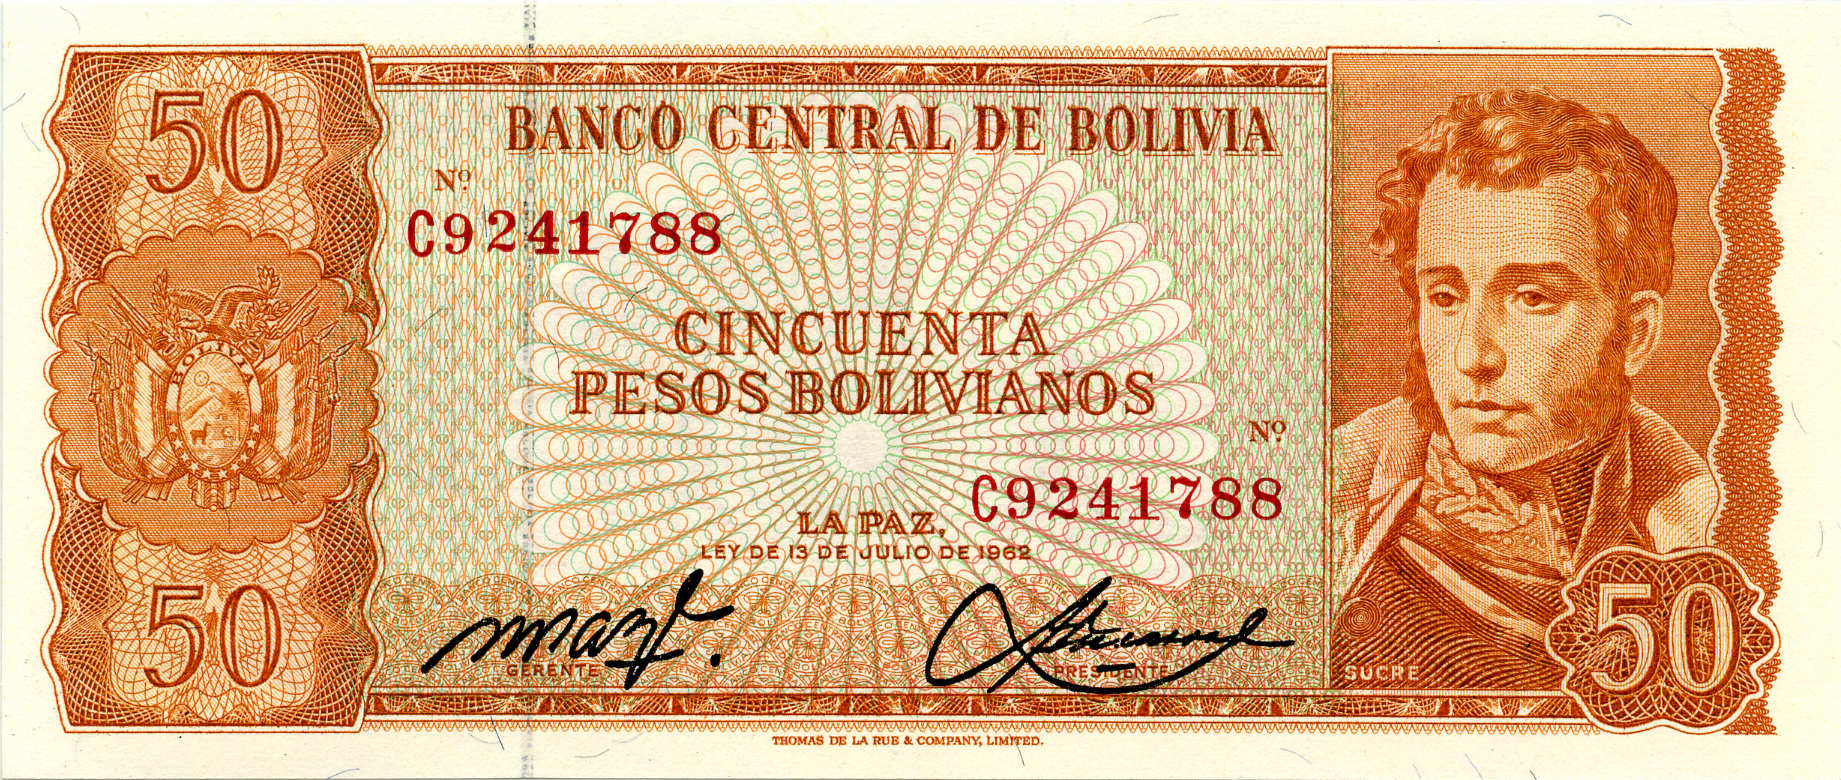 50
BANCO CENTRAL DE BOLIVIA
Nº
C9241788
BOLIVIA
CINCUENTA
PESOS BOLIVIANOS
Nº
C9241788
LA PAZ,
LEY DE 13 DE JULIO DE 1962
50
GERENTE
PRESIDENTE
SUCRE
50
THOMAS DE LA RUE & COMPANY, LIMITED.